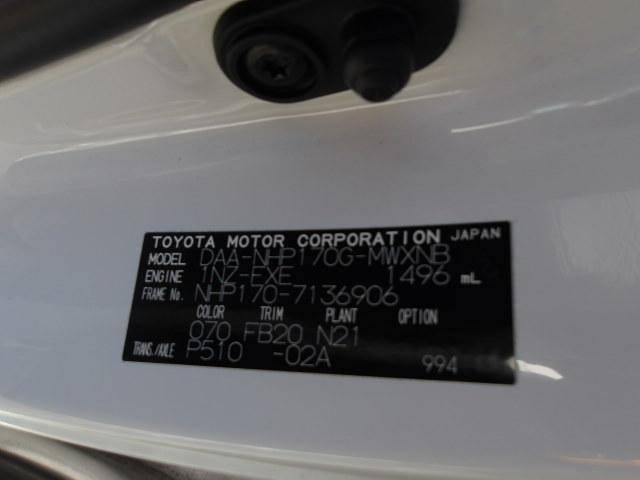 TOYOTA MOTOR CORPORATION JAPAN
MODEL DAA-NHP170G-MWXNB
ENGINE 1NZ-EXE 1496 mL
FRAME No. NHP170-7136906
COLOR TRIM PLANT OPTION
070 FB20 N21
TRANS./AXLE P510 -02A 994